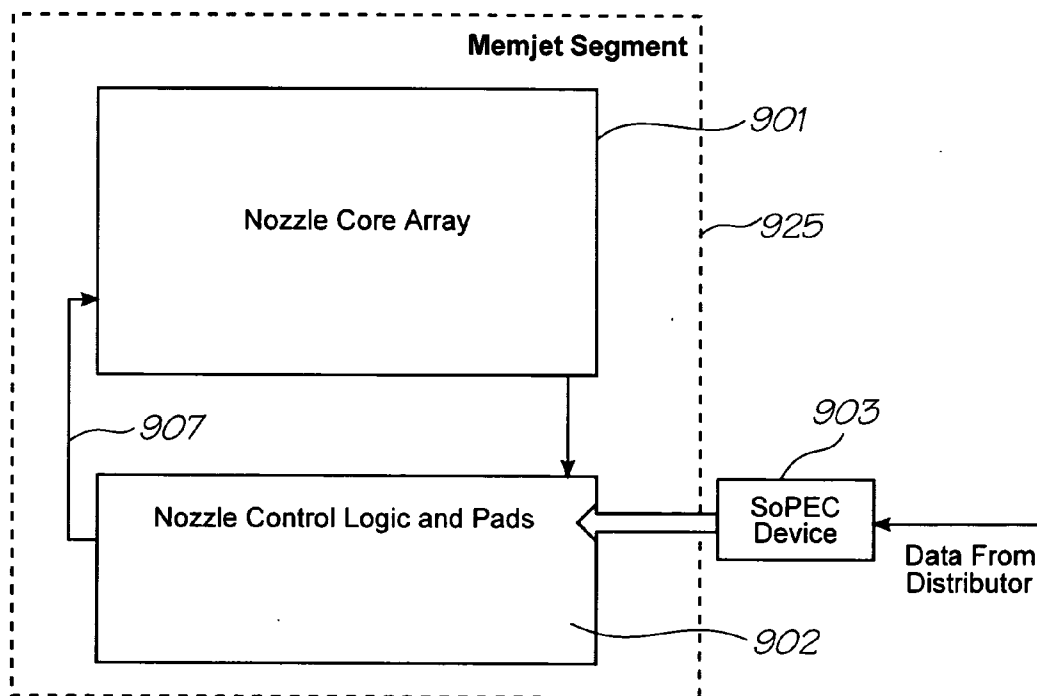 Memjet Segment
901
Nozzle Core Array
925
903
907
SoPEC
Device
Nozzle Control Logic and Pads
Data From
Distributor
902